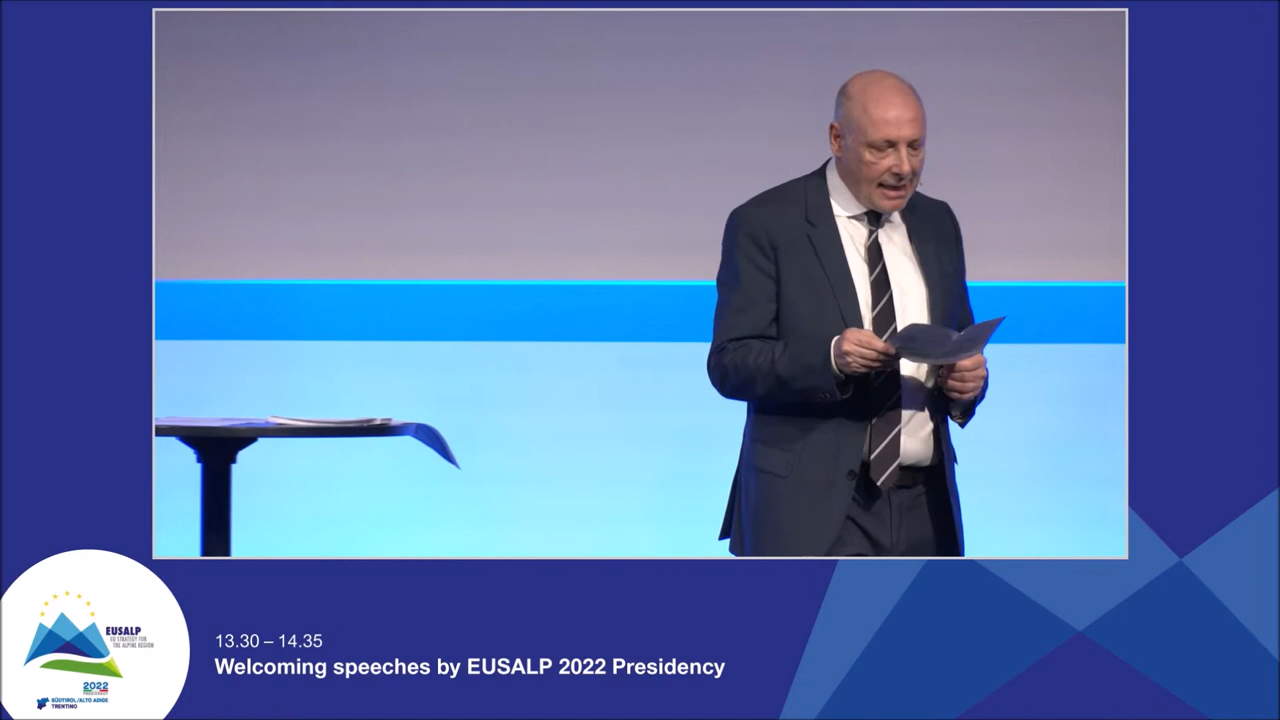 EUSALP
EU STRATEGY FOR
THE ALPINE REGION
2022
PRESIDENCY
SÜDTIROL/ALTO ADIGE
TRENTINO
13.30 – 14.35
Welcoming speeches by EUSALP 2022 Presidency